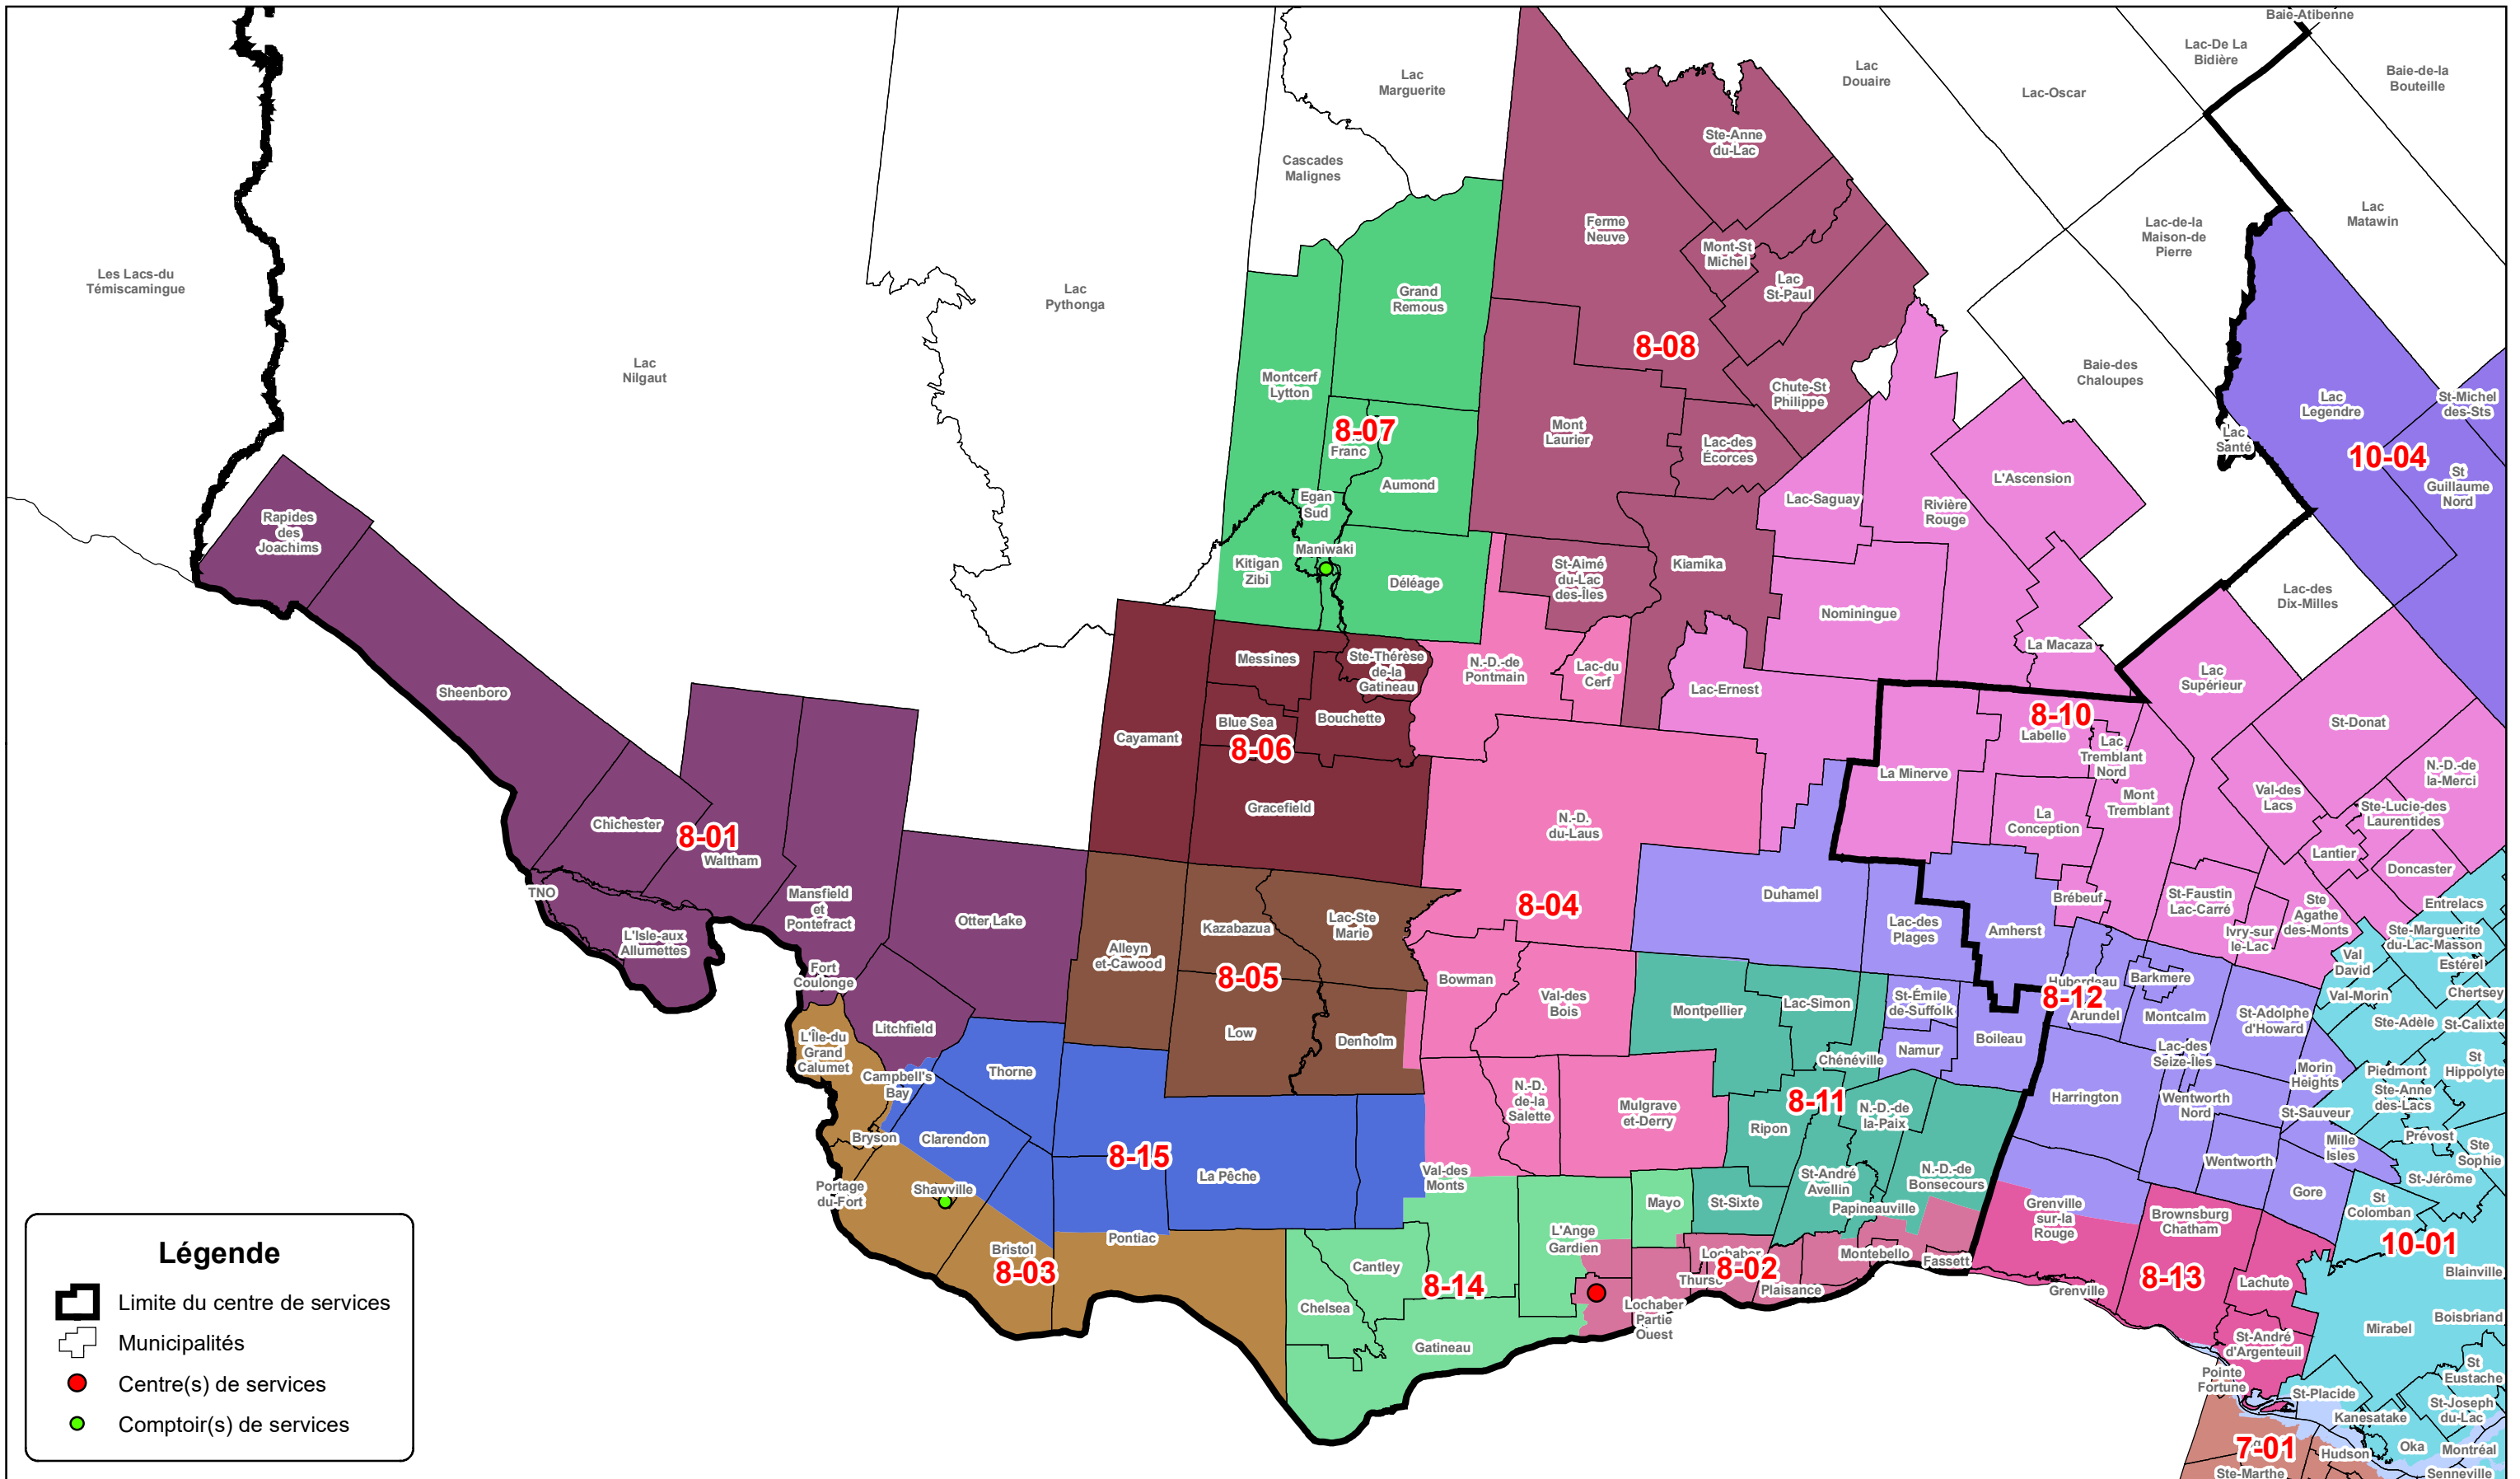 Baie-Atibenne
Lac-De La
Bidière
Baie-de-la
Bouteille
Lac
Douaire
Lac-Oscar
Lac
Marguerite
Cascades
Malignes
Ste-Anne
du-Lac
Lac
Matawin
Lac-de-la
Maison-de
Pierre
Ferme
Neuve
Mont-St
Michel
Lac
St-Paul
Les Lacs-du
Témiscamingue
Lac
Pythonga
Grand
Remous
8-08
Lac
Nilgaut
Montcerf
Lytton
Baie-des
Chaloupes
Chute-St
Philippe
Lac
Legendre
St-Michel
des-Sts
8-07
Franc
Mont
Laurier
Lac-des
Écorces
Lac
Santé
10-04
Aumond
L'Ascension
St
Guillaume
Nord
Egan
Sud
Lac-Saguay
Rivière
Rouge
Rapides
des
Joachims
Maniwaki
Kitigan
Zibi
Déléage
St-Aimé
du-Lac
des-Îles
Kiamika
Lac-des
Dix-Milles
Nominingue
La Macaza
Messines
Ste-Thérèse
de-la
Gatineau
N.-D.-de
Pontmain
Lac-du
Cerf
Lac-Ernest
Lac
Supérieur
Sheenboro
Cayamant
Blue Sea
Bouchette
8-06
8-10
Labelle
Lac
Tremblant
Nord
St-Donat
La Minerve
N.-D.-de
la-Merci
Val-des
Lacs
Mont
Tremblant
Ste-Lucie-des
Laurentides
Gracefield
N.-D.
du-Laus
La
Conception
Chichester
8-01
Waltham
Lantier
Doncaster
TNO
Mansfield
et
Pontefract
Otter Lake
Duhamel
8-04
Brébeuf
St-Faustin
Lac-Carré
Ste
Agathe
des-Monts
Entrelacs
L'Isle-aux
Allumettes
Alleyn
et-Cawood
Kazabazua
Lac-Ste
Marie
Lac-des
Plages
Amherst
Ivry-sur
le-Lac
Ste-Marguerite
du-Lac-Masson
Val
David
Estérel
Fort
Coulonge
8-05
Bowman
Huberdeau
Barkmere
8-12
Val-Morin
Chertsey
Val-des
Bois
Montpellier
Lac-Simon
St-Émile
de-Suffolk
Arundel
Montcalm
St-Adolphe
d'Howard
Ste-Adèle
St-Calixte
Litchfield
L'Île-du
Grand
Calumet
Low
Denholm
Boileau
Namur
Chénéville
Lac-des
Seize-Îles
Morin
Heights
Piedmont
St
Hippolyte
Campbell's
Bay
Thorne
N.-D.
de-la
Salette
Mulgrave
et-Derry
8-11
N.-D.-de
la-Paix
Harrington
Wentworth
Nord
Ste-Anne
des-Lacs
St-Sauveur
Bryson
Clarendon
8-15
Ripon
Mille
Isles
Prévost
Ste
Sophie
La Pêche
Val-des
Monts
St-André
Avellin
N.-D.-de
Bonsecours
Wentworth
St-Jérôme
Portage
du-Fort
Shawville
Mayo
St-Sixte
Papineauville
Gore
St
Colomban
Grenville
sur-la
Rouge
Brownsburg
Chatham
Pontiac
L'Ange
Gardien
10-01
Bristol
8-03
Cantley
8-14
Lochaber
8-02
Thurso
Montebello
Fassett
Plaisance
Blainville
8-13
Lachute
Grenville
Chelsea
Lochaber
Partie
Ouest
Boisbriand
Mirabel
Gatineau
St-André
d'Argenteuil
Pointe
Fortune
St
Eustache
St-Placide
St-Joseph
du-Lac
Kanesatake
7-01
Hudson
Oka
Montréal
Ste-Marthe
Senneville
Légende
Limite du centre de services
Municipalités
Centre(s) de services
Comptoir(s) de services